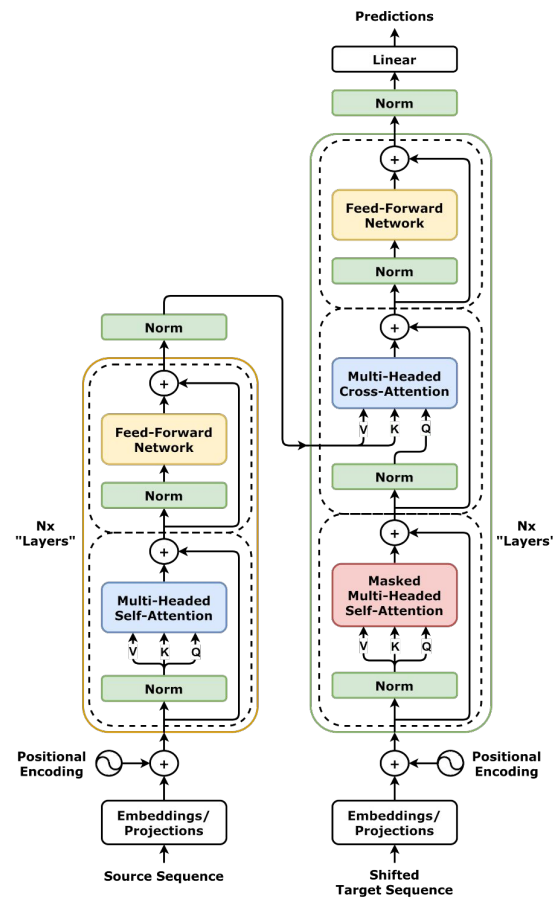 Predictions
Linear
Norm
+
Feed-Forward
Network
Norm
+
Multi-Headed
Cross-Attention
V K Q
Norm
+
Masked
Multi-Headed
Self-Attention
V K Q
Norm
Nx
"Layers"
+
Positional
Encoding
Embeddings/
Projections
Shifted
Target Sequence
Norm
+
Feed-Forward
Network
Norm
+
Multi-Headed
Self-Attention
V K Q
Norm
Nx
"Layers"
Positional
Encoding
+
Embeddings/
Projections
Source Sequence